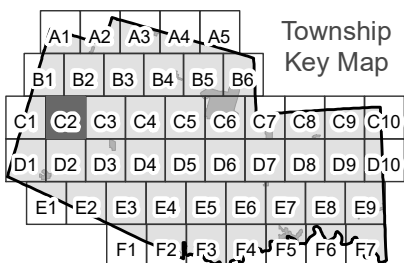 Township
Key Map
A1 A2 A3 A4 A5
B1 B2 B3 B4 B5 B6
C1 C2 C3 C4 C5 C6 C7 C8 C9 C10
D1 D2 D3 D4 D5 D6 D7 D8 D9 D10
E1 E2 E3 E4 E5 E6 E7 E8 E9
F1 F2 F3 F4 F5 F6 F7